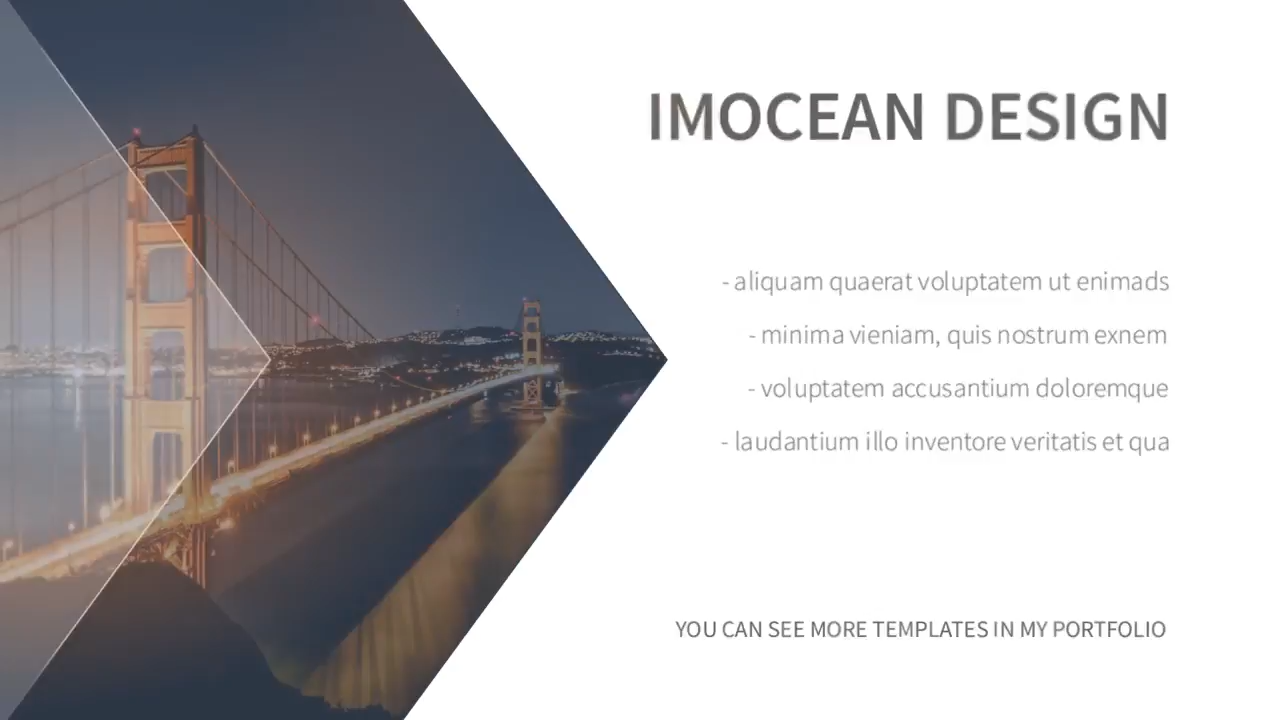 IMOCEAN DESIGN
- aliquam quaerat voluptatem ut enimads
- minima vieniam, quis nostrum exnem
- voluptatem accusantium doloremque
- laudantium illo inventore veritatis et qua
YOU CAN SEE MORE TEMPLATES IN MY PORTFOLIO